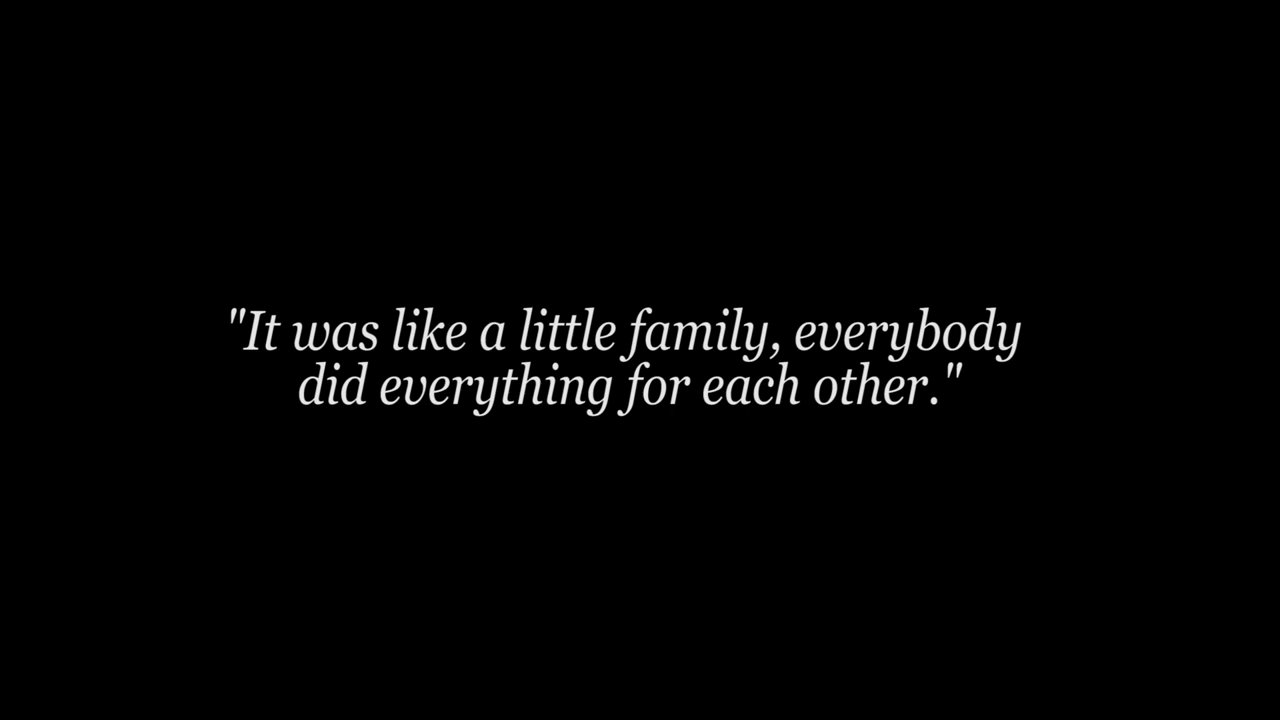 "It was like a little family, everybody
did everything for each other."